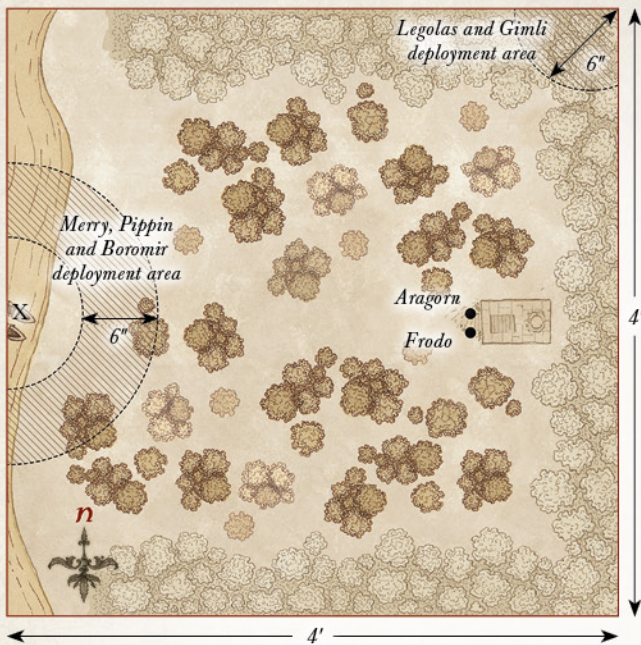 Legolas and Gimli
deployment area
6"
Merry, Pippin
and Boromir
deployment area
X
6"
Aragorn
Frodo
4'
n
4'